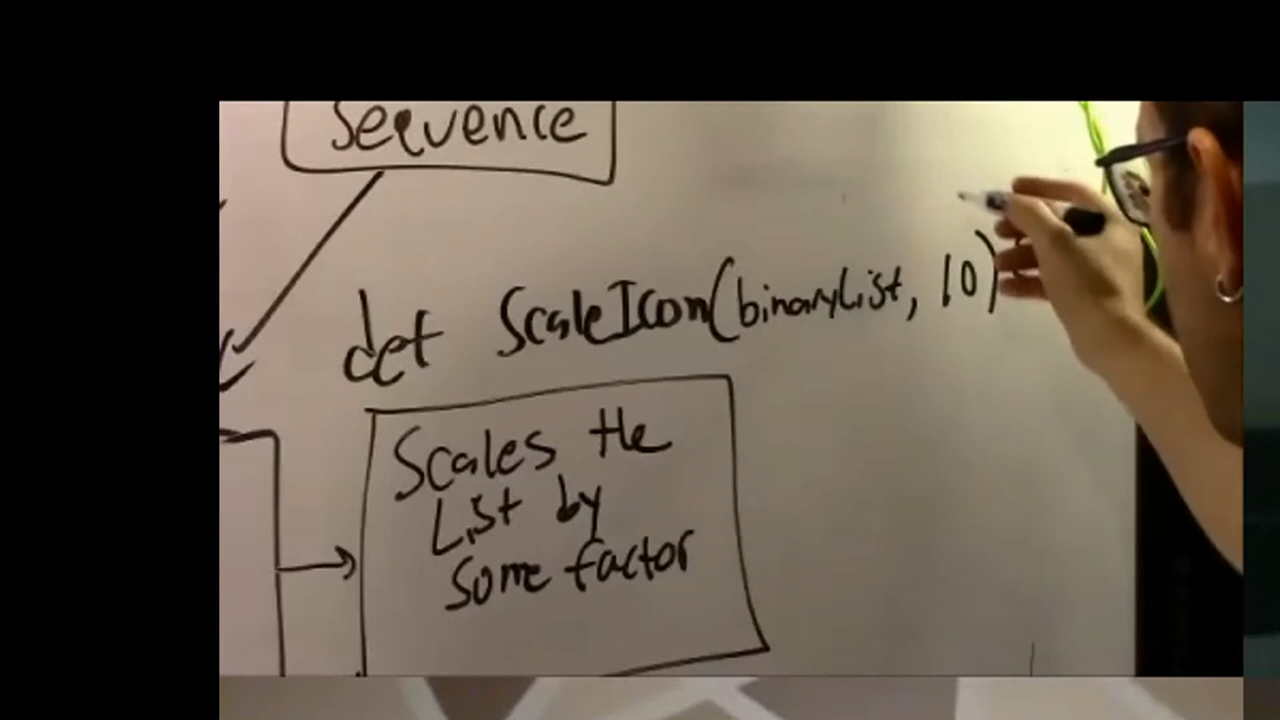 Sequence
def ScaleIcon(binaryList, 10)
Scales the
List by
Some factor